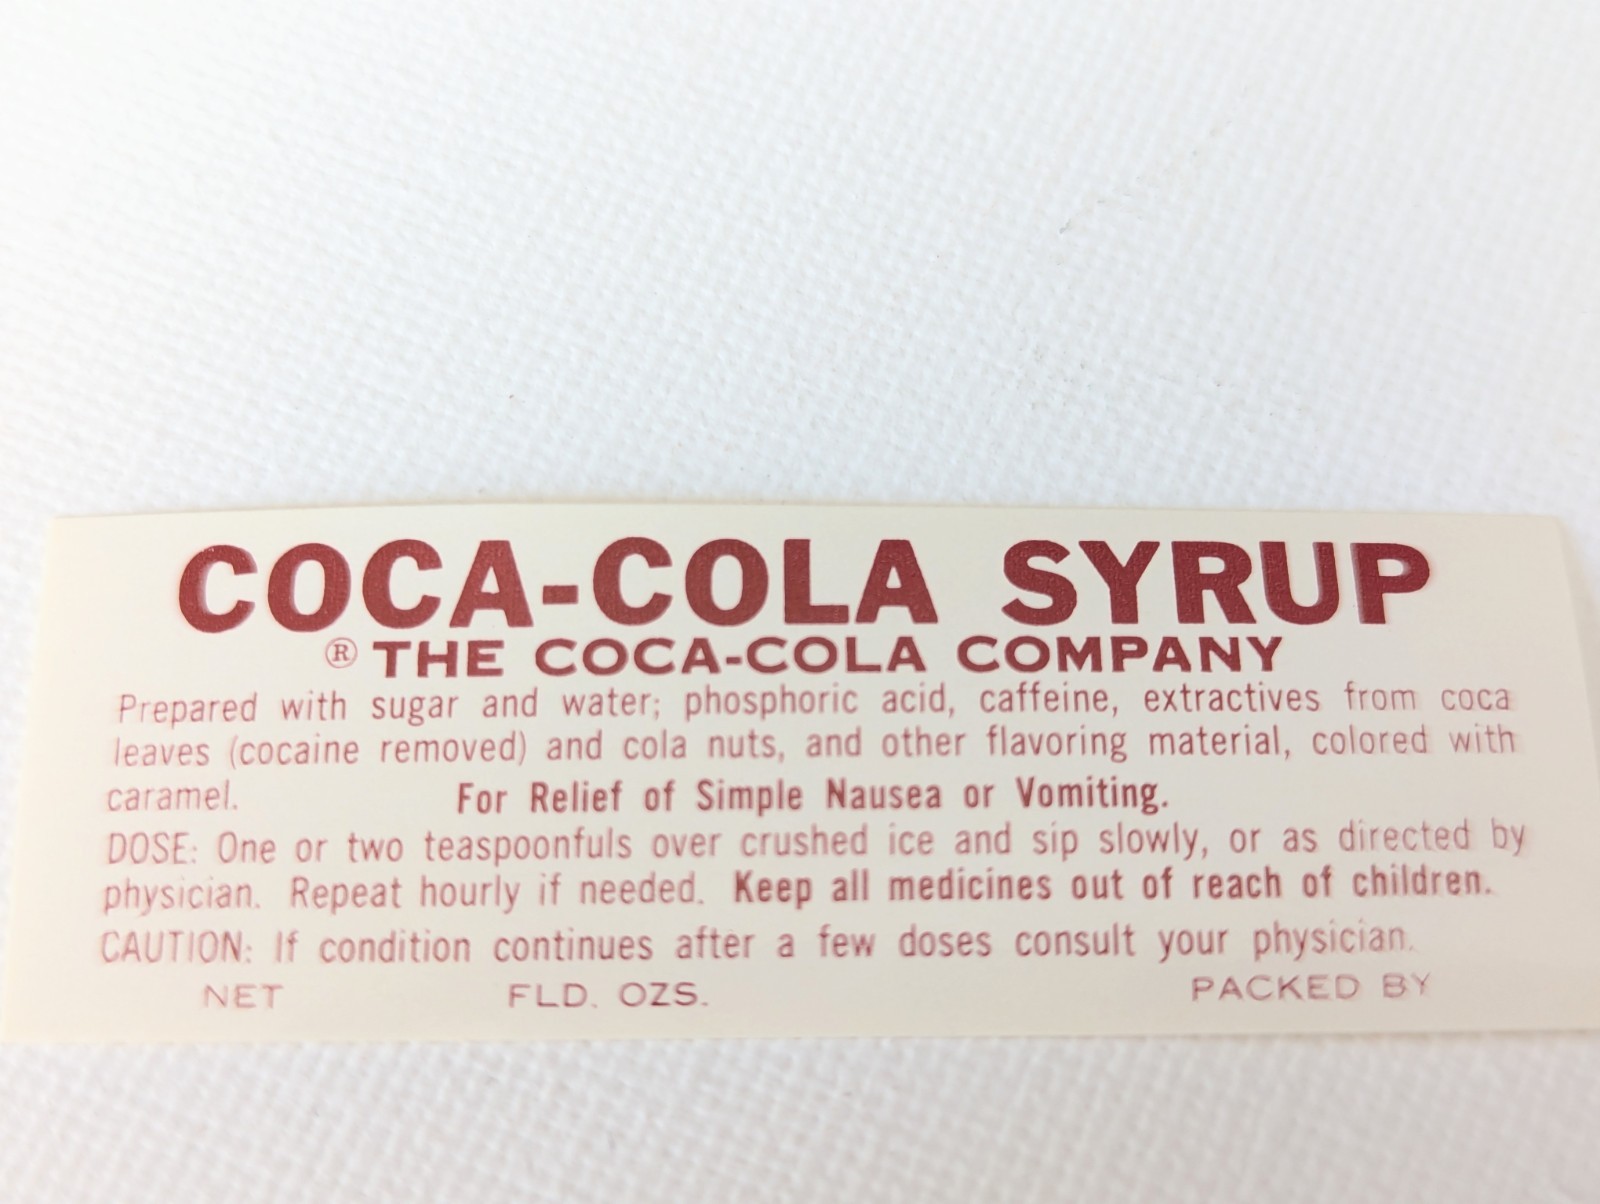 COCA-COLA SYRUP
® THE COCA-COLA COMPANY
Prepared with sugar and water; phosphoric acid, caffeine, extractives from coca
leaves (cocaine removed) and cola nuts, and other flavoring material, colored with
caramel. For Relief of Simple Nausea or Vomiting.
DOSE: One or two teaspoonfuls over crushed ice and sip slowly, or as directed by
physician. Repeat hourly if needed. Keep all medicines out of reach of children.
CAUTION: If condition continues after a few doses consult your physician.
NET FLD. OZS. PACKED BY